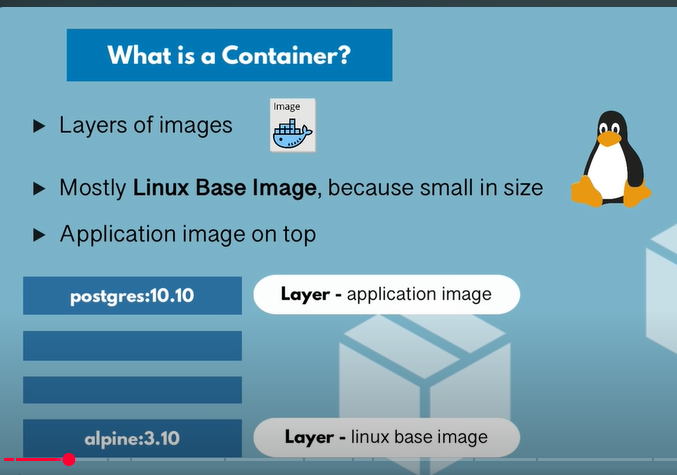 What is a Container?
Layers of images
Image
Mostly Linux Base Image, because small in size
Application image on top
postgres:10.10
Layer - application image
alpine:3.10
Layer - linux base image